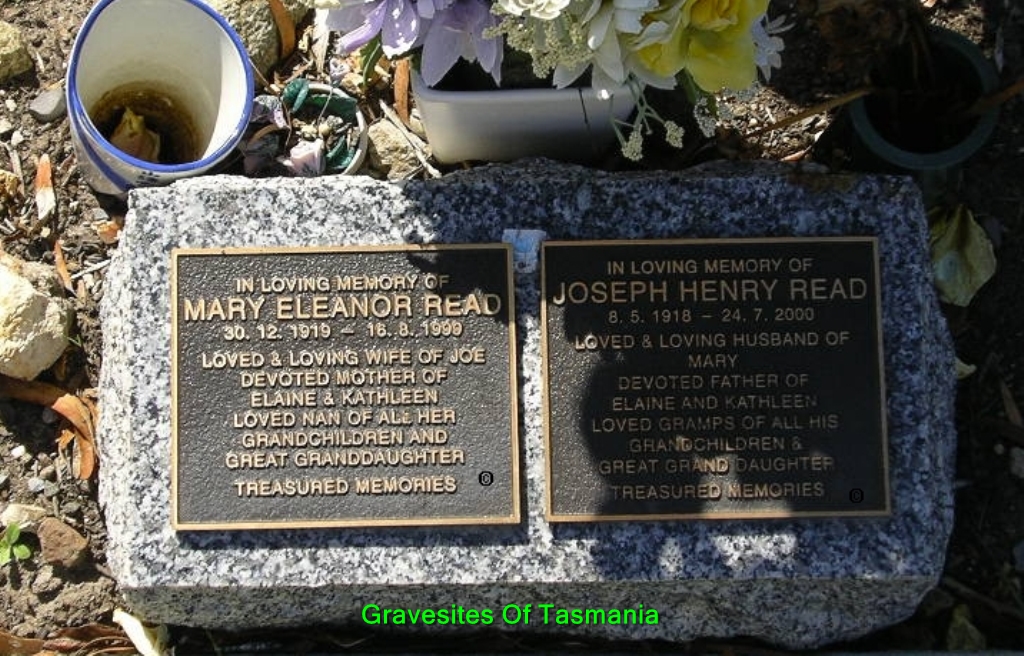 IN LOVING MEMORY OF
MARY ELEANOR READ
30. 12. 1919 – 16. 8. 1999
LOVED & LOVING WIFE OF JOE
DEVOTED MOTHER OF
ELAINE & KATHLEEN
LOVED NAN OF ALL HER
GRANDCHILDREN AND
GREAT GRANDDAUGHTER
TREASURED MEMORIES
©
IN LOVING MEMORY OF
JOSEPH HENRY READ
8. 5. 1918 – 24. 7. 2000
LOVED & LOVING HUSBAND OF
MARY
DEVOTED FATHER OF
ELAINE AND KATHLEEN
LOVED GRAMPS OF ALL HIS
GRANDCHILDREN &
GREAT GRAND DAUGHTER
TREASURED MEMORIES
©
Gravesites Of Tasmania